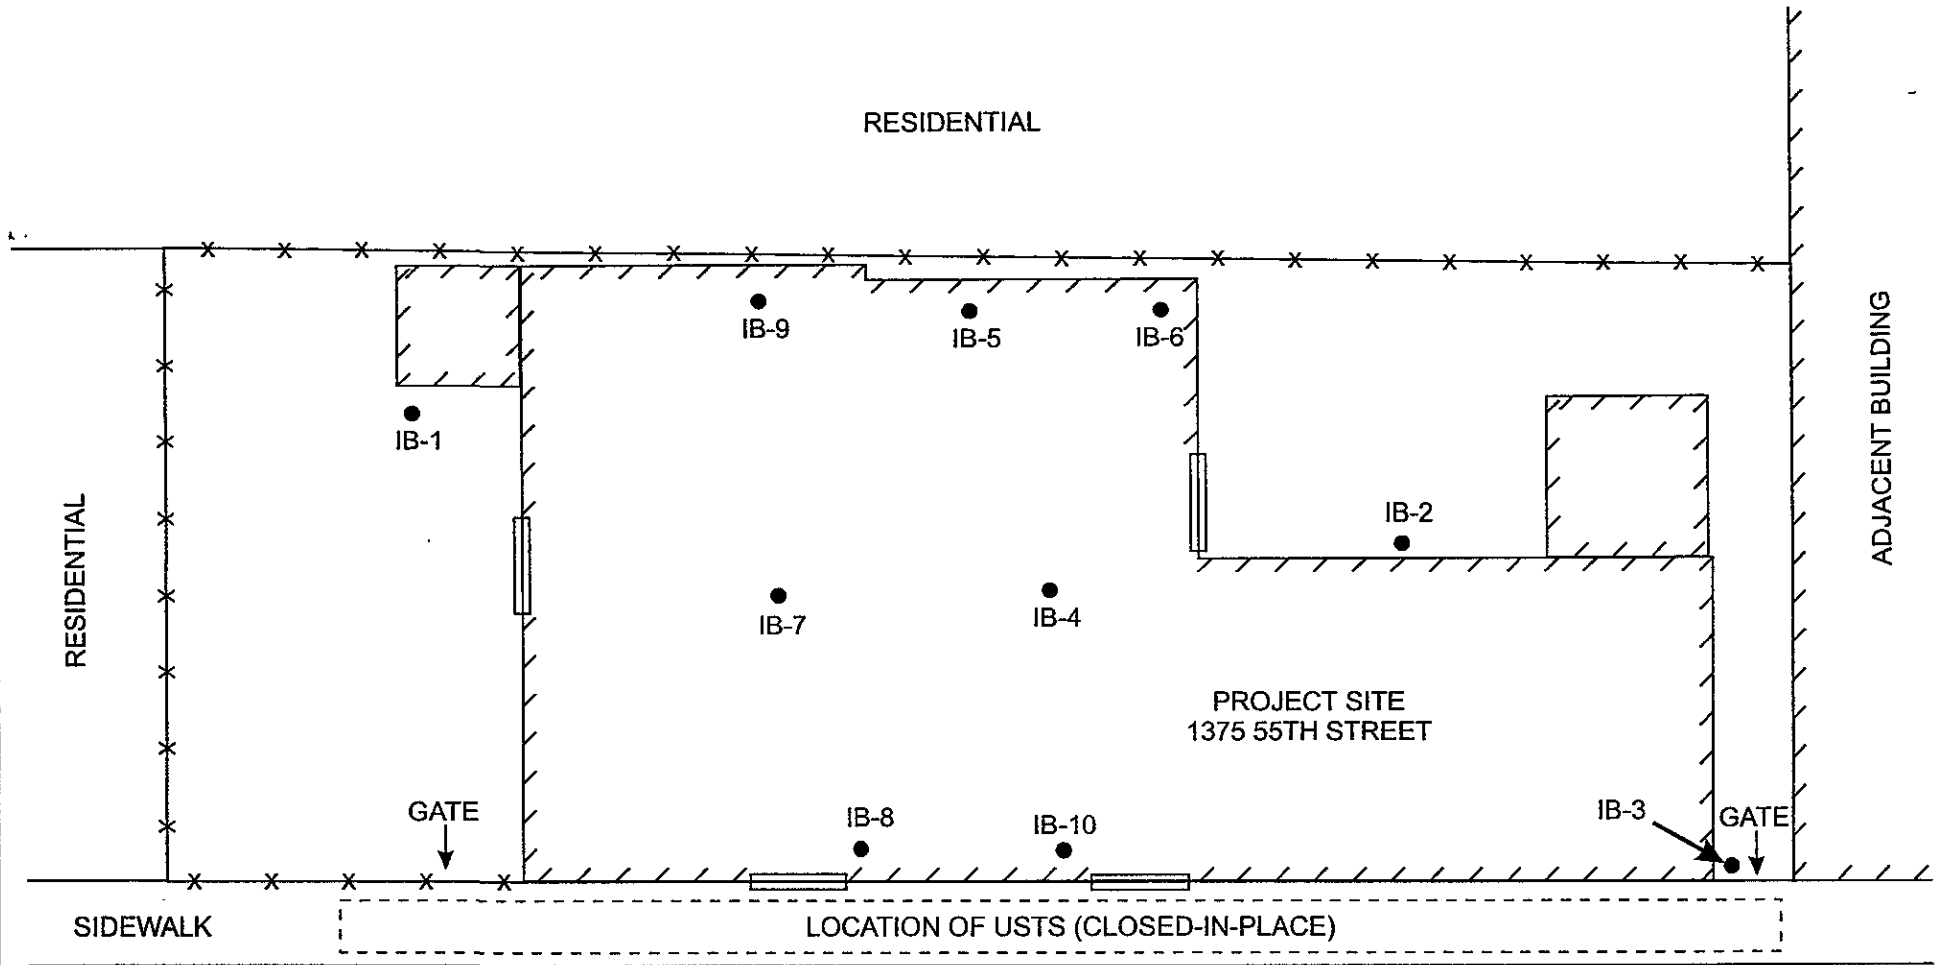 RESIDENTIAL
IB-9
IB-5
IB-6
IB-1
IB-2
IB-7
IB-4
RESIDENTIAL
ADJACENT BUILDING
PROJECT SITE
1375 55TH STREET
GATE
IB-8
IB-10
IB-3
GATE
SIDEWALK
LOCATION OF USTS (CLOSED-IN-PLACE)